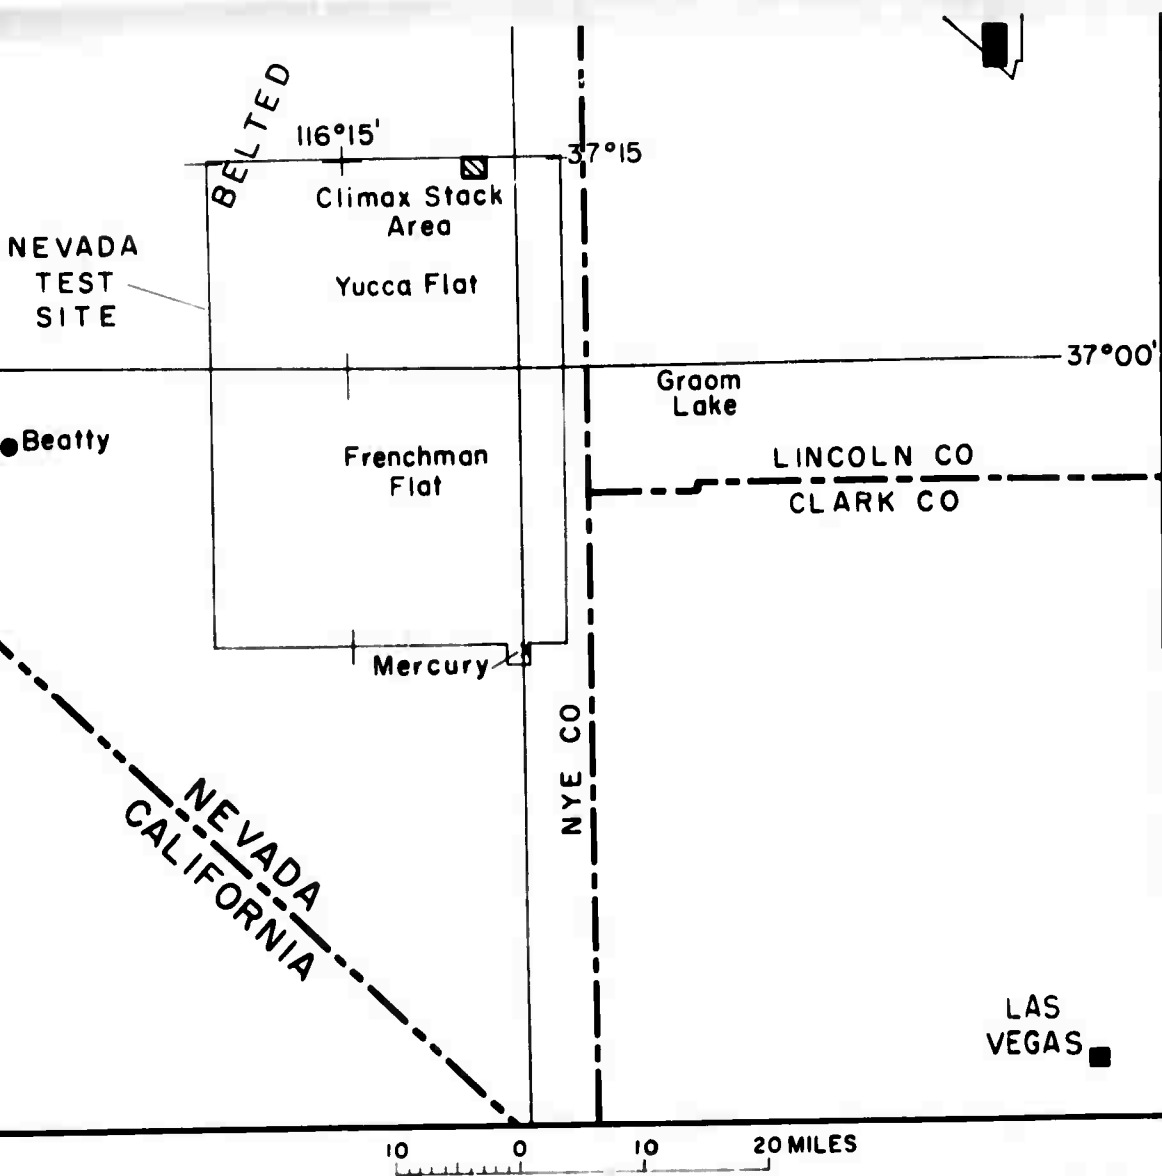 BELTED
116°15'
37°15
Climax Stack
Area
NEVADA
TEST
SITE
Yucca Flat
37°00'
Graom
Lake
Beatty
Frenchman
Flat
LINCOLN CO
CLARK CO
Mercury
NYE CO
NEVADA
CALIFORNIA
LAS
VEGAS
10 0 10 20 MILES